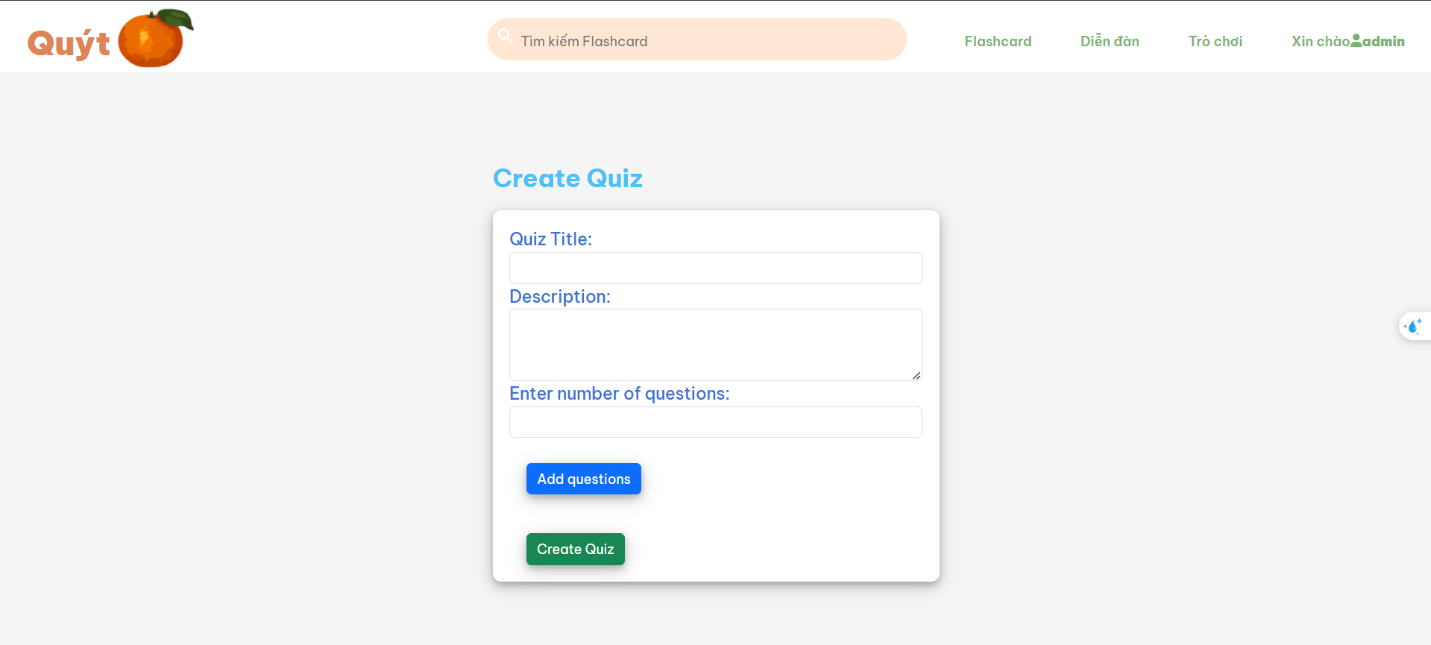 Quýt
Tìm kiếm Flashcard
Flashcard
Diễn đàn
Trò chơi
Xin chào admin
Create Quiz
Quiz Title:
Description:
Enter number of questions:
Add questions
Create Quiz